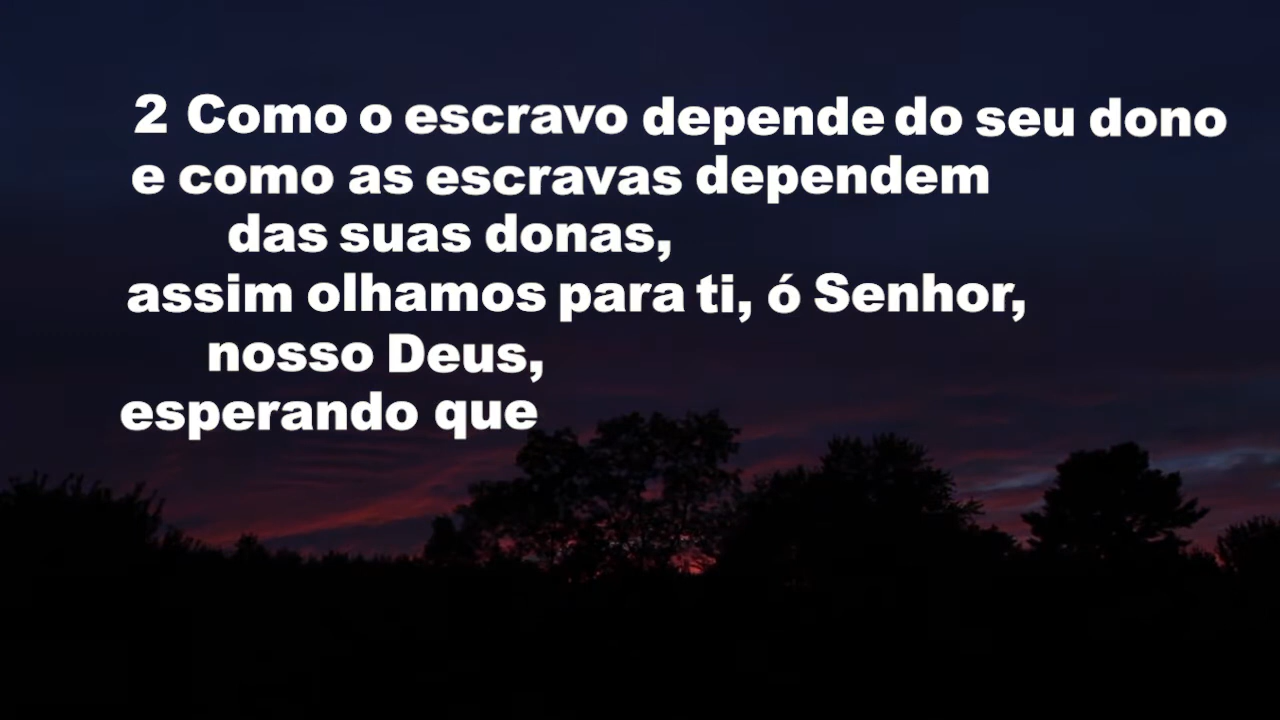 2 Como o escravo depende do seu dono
e como as escravas dependem
das suas donas,
assim olhamos para ti, ó Senhor,
nosso Deus,
esperando que